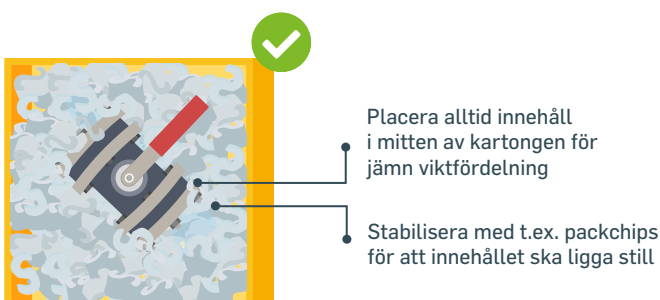 Placera alltid innehåll
i mitten av kartongen för
jämn viktfördelning
Stabilisera med t.ex. packchips
för att innehållet ska ligga still